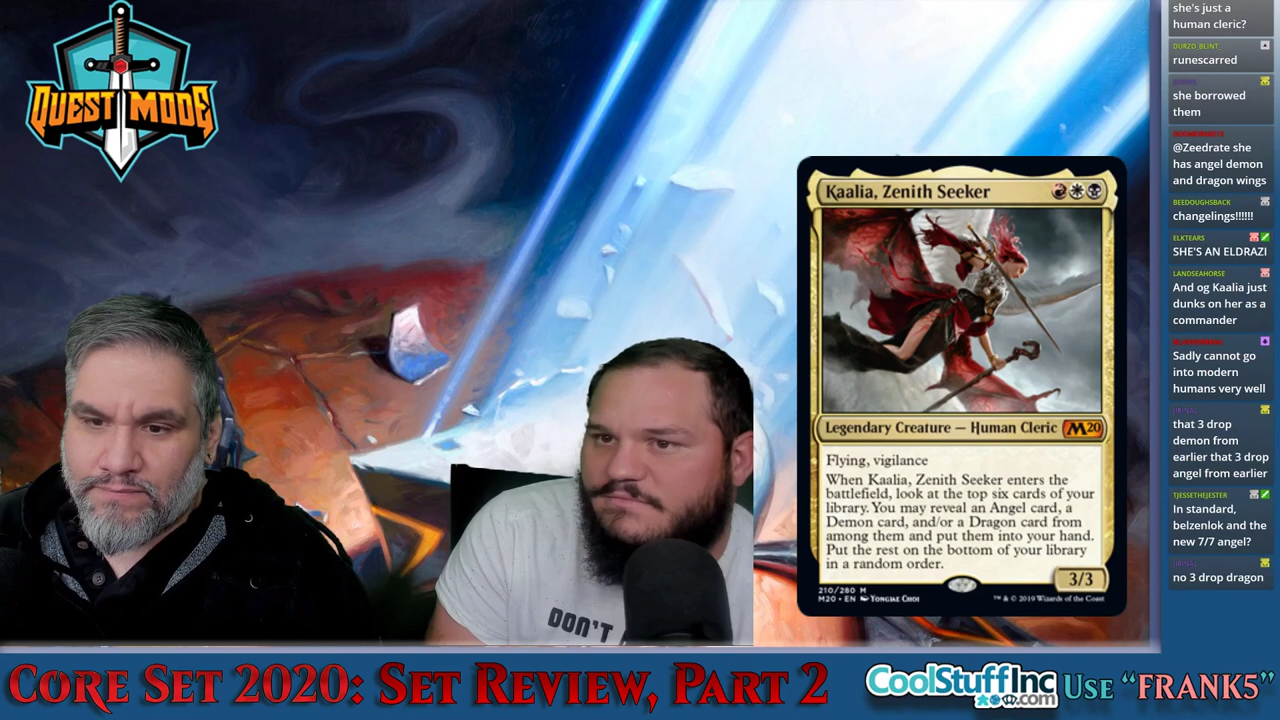 QUEST MODE
Kaalia, Zenith Seeker
Legendary Creature — Human Cleric
M20
Flying, vigilance
When Kaalia, Zenith Seeker enters the
battlefield, look at the top six cards of your
library. You may reveal an Angel card, a
Demon card, and/or a Dragon card from
among them and put them into your hand.
Put the rest on the bottom of your library
in a random order.
3/3
210/280 M
M20 • EN YONGJAE CHOI
™ & © 2019 Wizards of the Coast
DON'T
she's just a
human cleric?
DURZO_BLINT_
runescarred
she borrowed
them
@Zeedrate she
has angel demon
and dragon wings
BEEDOUGHSBACK
changelings!!!!!!
ELKTEARS
SHE'S AN ELDRAZI
LANDSEAHORSE
And og Kaalia just
dunks on her as a
commander
Sadly cannot go
into modern
humans very well
that 3 drop
demon from
earlier that 3 drop
angel from earlier
TJESSETHEJESTER
In standard,
belzenlok and the
new 7/7 angel?
no 3 drop dragon
CORE SET 2020: SET REVIEW, PART 2
COOLSTUFFINC
.com
USE "FRANK5"